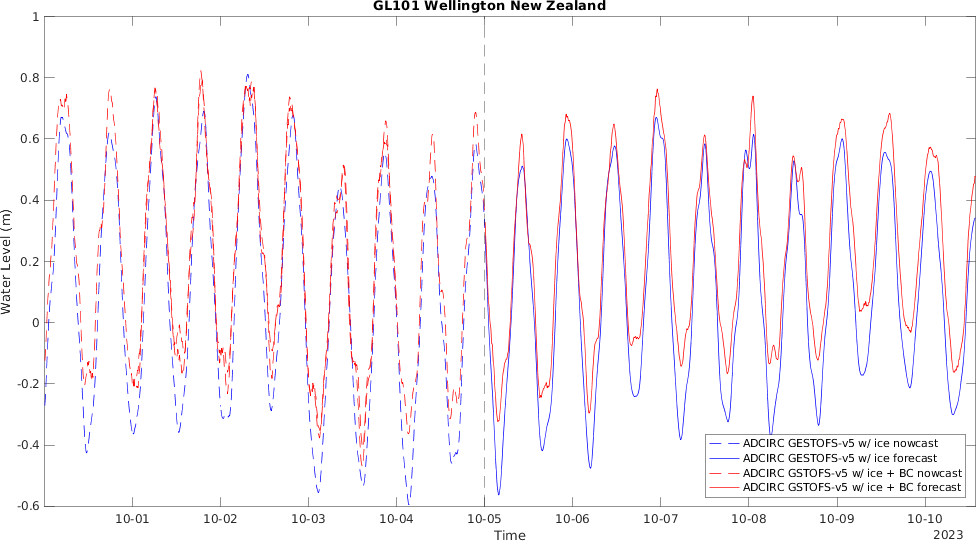 GL101 Wellington New Zealand
1
0.8
0.6
0.4
0.2
0
-0.2
-0.4
-0.6
Water Level (m)
10-01 10-02 10-03 10-04 10-05 10-06 10-07 10-08 10-09 10-10
Time
2023
ADCIRC GESTOFS-v5 w/ ice nowcast
ADCIRC GESTOFS-v5 w/ ice forecast
ADCIRC GSTOFS-v5 w/ ice + BC nowcast
ADCIRC GSTOFS-v5 w/ ice + BC forecast